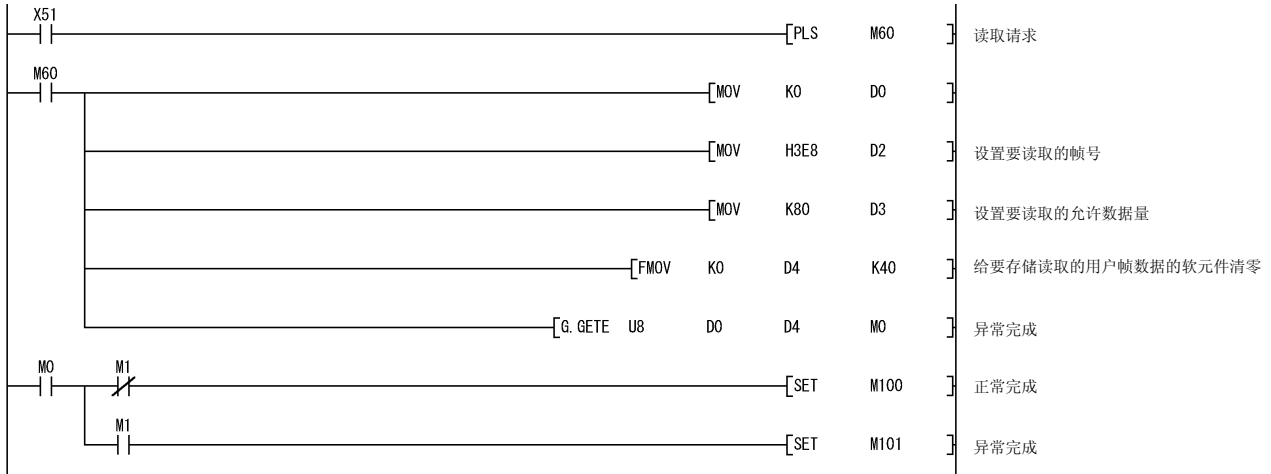 X51
[PLS M60 ] 读取请求
M60
[MOV K0 D0 ]
[MOV H3E8 D2 ] 设置要读取的帧号
[MOV K80 D3 ] 设置要读取的允许数据量
[FMOV K0 D4 K40 ] 给要存储读取的用户帧数据的软元件清零
[G.GETE U8 D0 D4 M0 ] 异常完成
M0 M1
[SET M100 ] 正常完成
M1
[SET M101 ] 异常完成